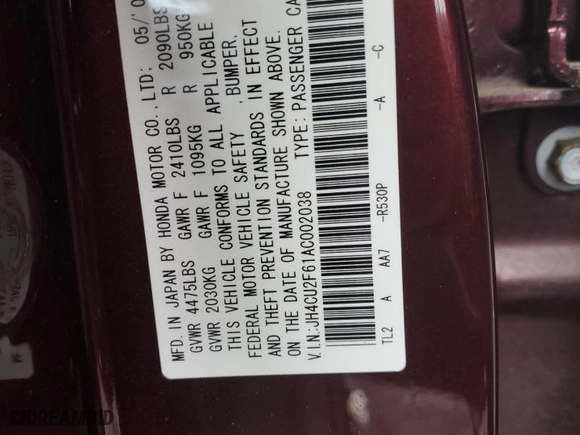 MFD. IN JAPAN BY HONDA MOTOR CO., LTD: 05/
GVWR 4475LBS GAWR F 2410LBS R 2090LBS
GVWR 2030KG GAWR F 1095KG R 950KG
THIS VEHICLE CONFORMS TO ALL APPLICABLE
FEDERAL MOTOR VEHICLE SAFETY , BUMPER,
AND THEFT PREVENTION STANDARDS IN EFFECT
ON THE DATE OF MANUFACTURE SHOWN ABOVE.
V.I.N.:JH4CU2F61AC002038 TYPE: PASSENGER CA
TL2 A AA7 -R530P -A -C
DREAMBID